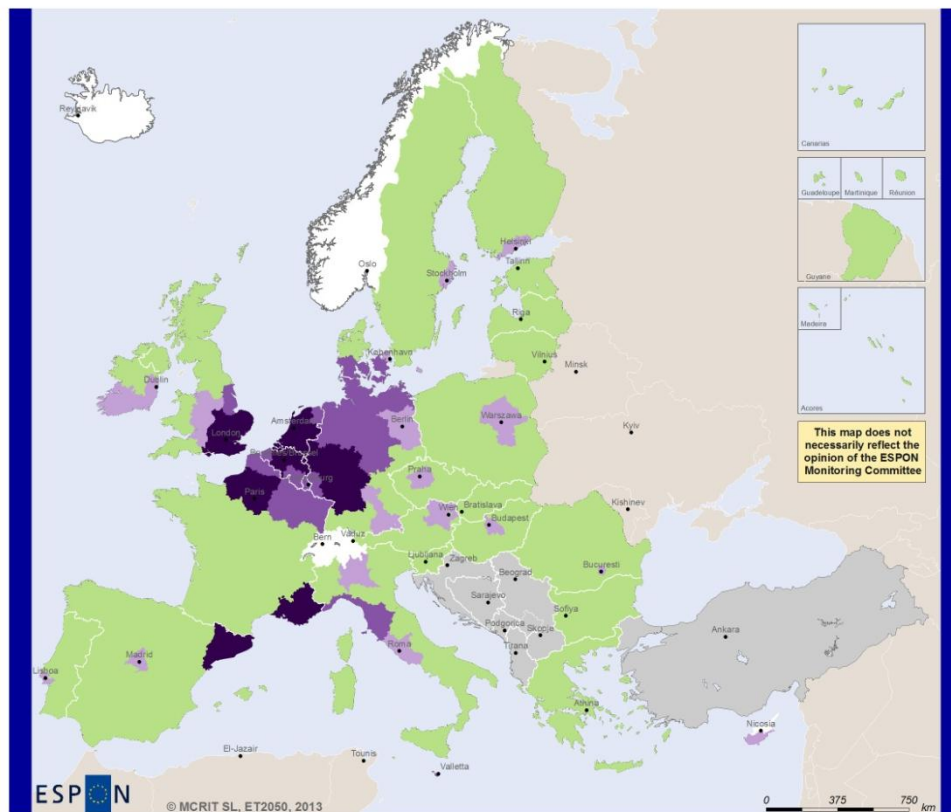 Canarias
Reykjavik
Guadeloupe
Martinique
Réunion
Helsinki
Oslo
Tallinn
Stockholm
Guyane
Madeira
Riga
København
Vilnius
Dublin
Minsk
Acores
Amsterdam
Berlin
Warszawa
London
Kyiv
This map does not
necessarily reflect the
opinion of the ESPON
Monitoring Committee
Praha
Paris
Kishinev
Wien
Bratislava
Budapest
Bern
Vaduz
Ljubljana
Zagreb
Bucuresti
Beograd
Sarajevo
Sofiya
Podgorica
Skopje
Ankara
Roma
Tirana
Madrid
Lisboa
Athina
Nicosia
El-Jazair
Tounis
Valletta
ESPON
© MCRIT SL, ET2050, 2013
0 375 750
km